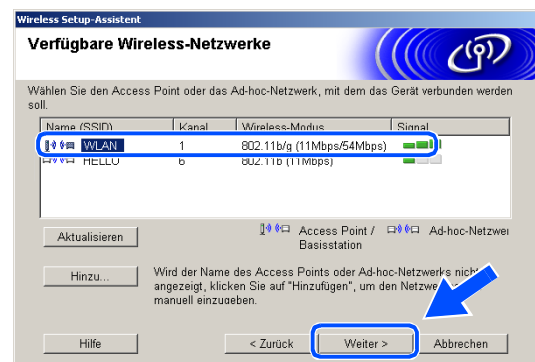 Wireless Setup-Assistent
Verfügbare Wireless-Netzwerke
Wählen Sie den Access Point oder das Ad-hoc-Netzwerk, mit dem das Gerät verbunden werden
soll.
Name (SSID) Kanal Wireless-Modus Signal
WLAN 1 802.11b/g (11Mbps/54Mbps)
HELLO 6 802.11b (11Mbps)
Aktualisieren
Access Point / Ad-hoc-Netzwer
Basisstation
Hinzu...
Wird der Name des Access Points oder Ad-hoc-Netzwerks nich
angezeigt, klicken Sie auf "Hinzufügen", um den Netzwe
manuell einzugeben.
Hilfe < Zurück Weiter > Abbrechen